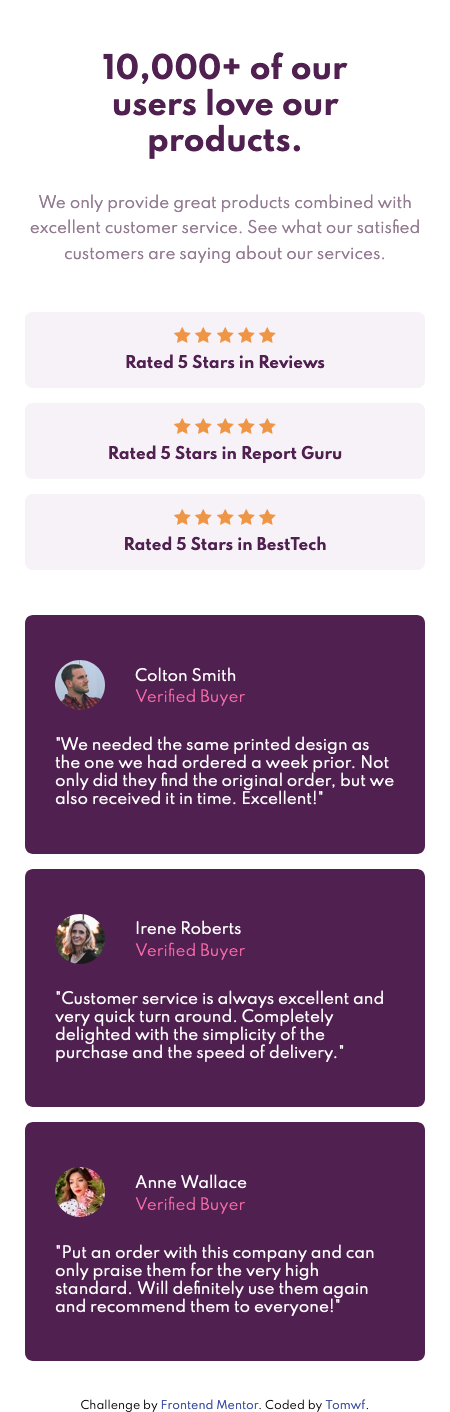 10,000+ of our
users love our
products.
We only provide great products combined with
excellent customer service. See what our satisfied
customers are saying about our services.
Rated 5 Stars in Reviews
Rated 5 Stars in Report Guru
Rated 5 Stars in BestTech
Colton Smith
Verified Buyer
"We needed the same printed design as
the one we had ordered a week prior. Not
only did they find the original order, but we
also received it in time. Excellent!"
Irene Roberts
Verified Buyer
"Customer service is always excellent and
very quick turn around. Completely
delighted with the simplicity of the
purchase and the speed of delivery."
Anne Wallace
Verified Buyer
"Put an order with this company and can
only praise them for the very high
standard. Will definitely use them again
and recommend them to everyone!"
Challenge by Frontend Mentor. Coded by Tomwf.